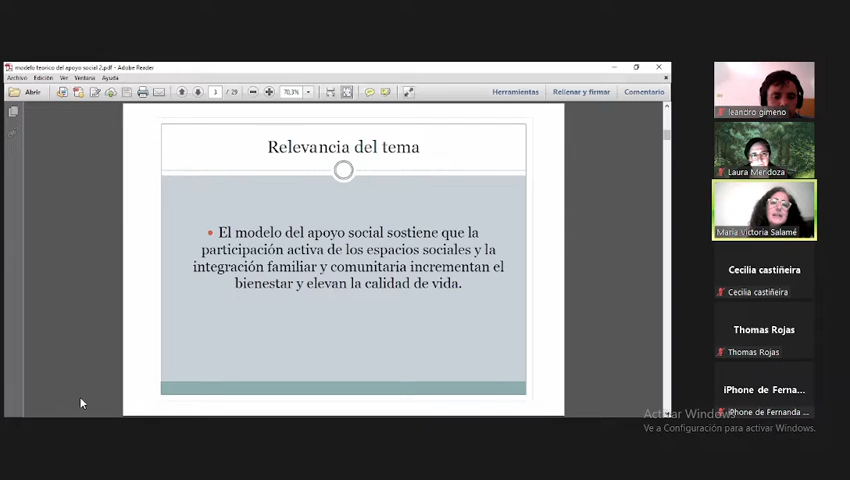 modelo teorico del apoyo social 2.pdf - Adobe Reader
Archivo Edición Ver Ventana Ayuda
Abrir 3 / 29 70,3% Herramientas Rellenar y firmar Comentario
Relevancia del tema
• El modelo del apoyo social sostiene que la
participación activa de los espacios sociales y la
integración familiar y comunitaria incrementan el
bienestar y elevan la calidad de vida.
leandro gimeno
Laura Mendoza
María Victoria Salamé
Cecilia castiñeira
Cecilia castiñeira
Thomas Rojas
Thomas Rojas
iPhone de Ferna...
iPhone de Fernanda ...
Activar Windows
Ve a Configuración para activar Windows.